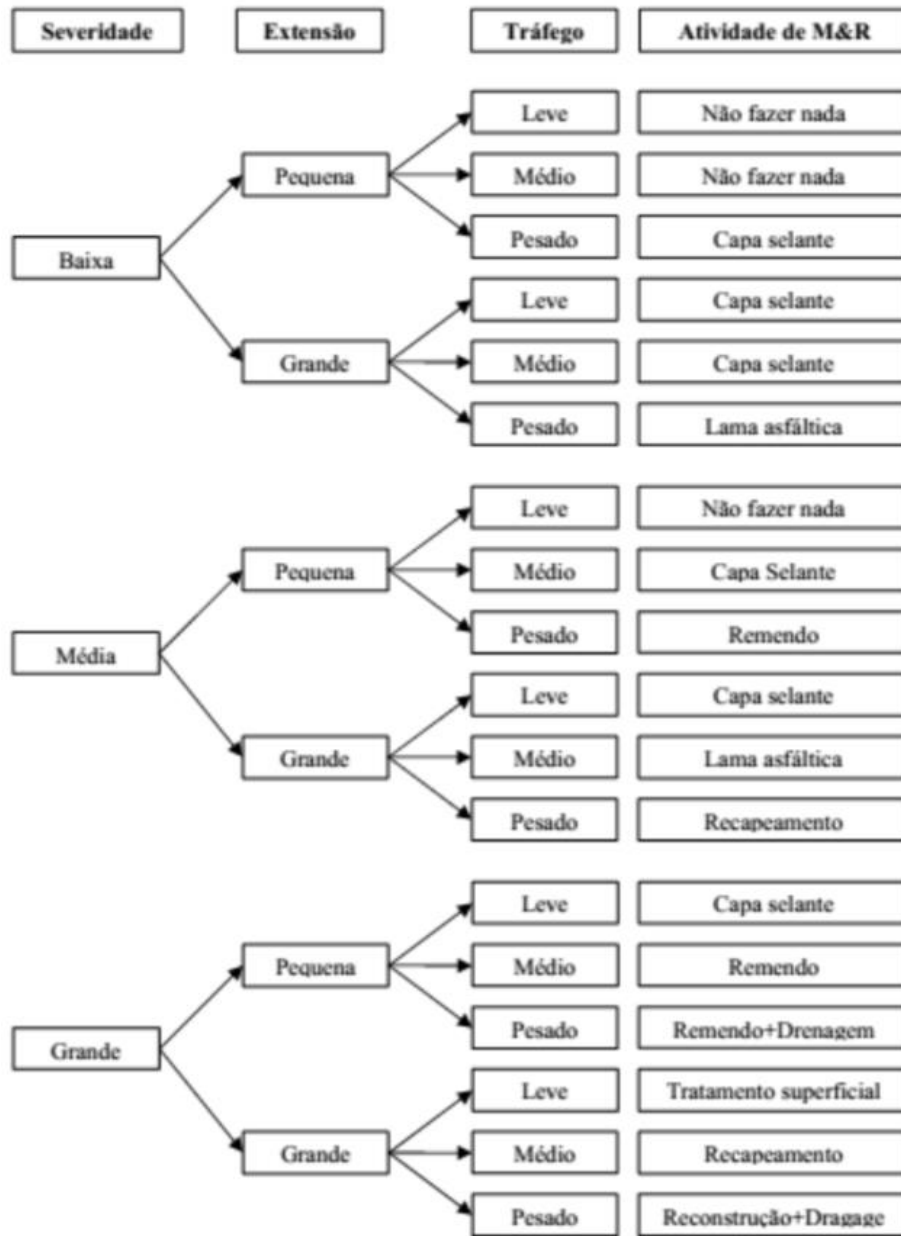 Severidade Extensão Tráfego Atividade de M&R
Leve Não fazer nada
Pequena Médio Não fazer nada
Pesado Capa selante
Baixa
Leve Capa selante
Grande Médio Capa selante
Pesado Lama asfáltica
Leve Não fazer nada
Pequena Médio Capa Selante
Pesado Remendo
Média
Leve Capa selante
Grande Médio Lama asfáltica
Pesado Recapeamento
Leve Capa selante
Pequena Médio Remendo
Pesado Remendo+Drenagem
Grande
Leve Tratamento superficial
Grande Médio Recapeamento
Pesado Reconstrução+Dragage